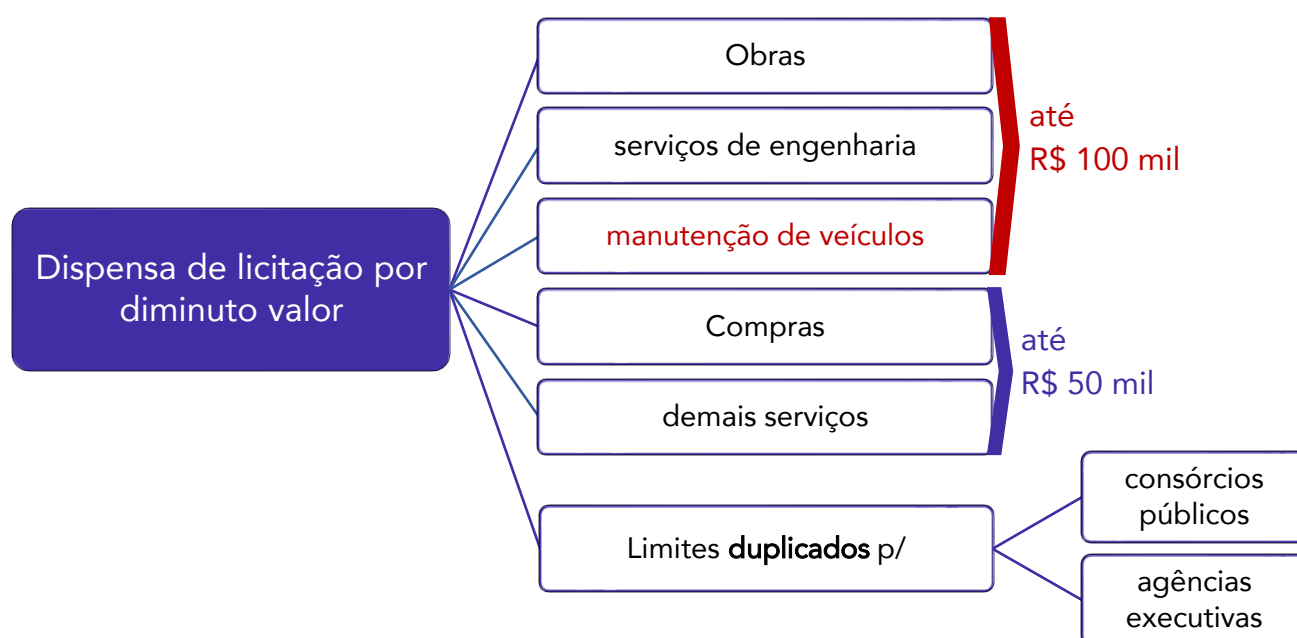 Dispensa de licitação por
diminuto valor
Obras
serviços de engenharia
manutenção de veículos
até
R$ 100 mil
Compras
demais serviços
até
R$ 50 mil
Limites duplicados p/
consórcios
públicos
agências
executivas